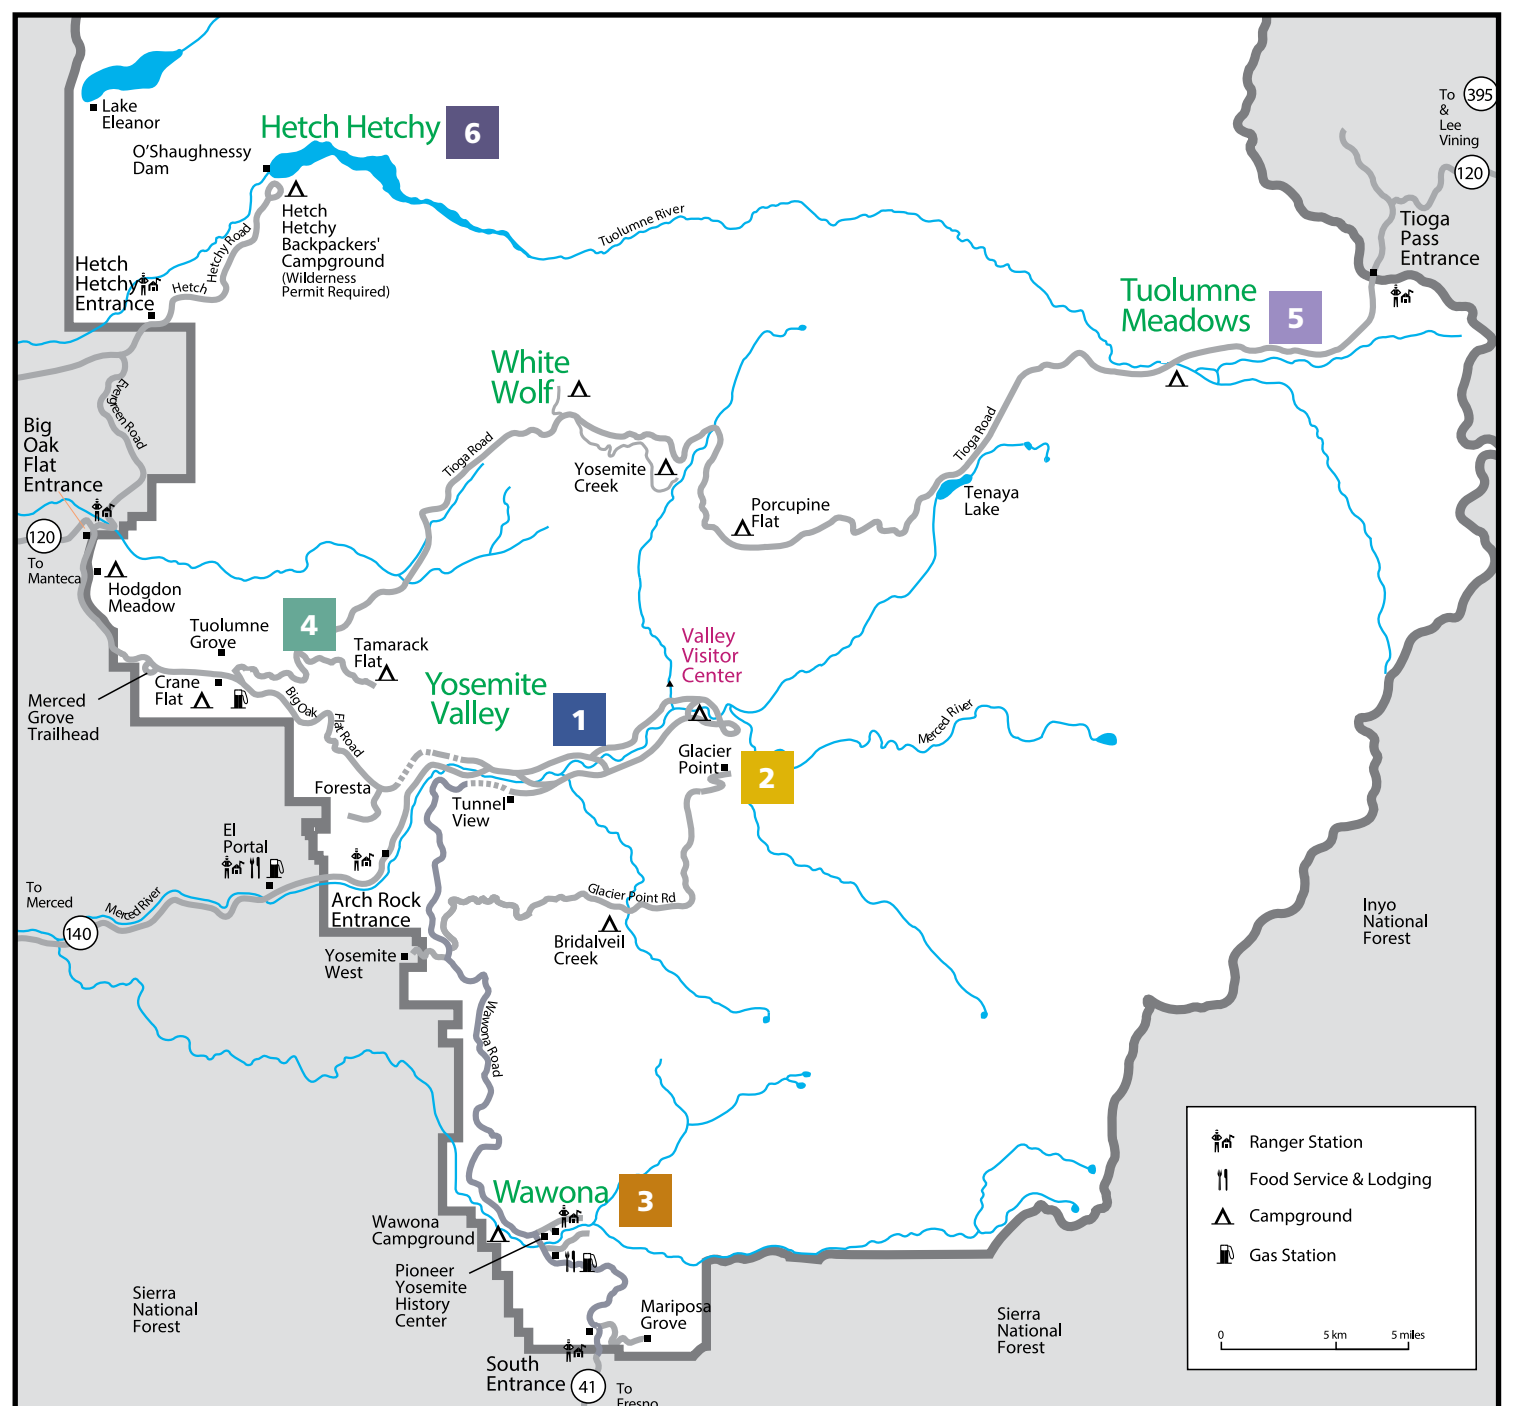 Lake
Eleanor
Hetch Hetchy
6
O'Shaughnessy
Dam
Hetch
Hetchy
Backpackers'
Campground
(Wilderness
Permit Required)
Hetch
Hetchy
Entrance
Hetch Hetchy Road
Tuolumne River
To
&
Lee
Vining
395
120
Tioga
Pass
Entrance
Tuolumne
Meadows
5
White
Wolf
Evergreen Road
Big
Oak
Flat
Entrance
120
To
Manteca
Tioga Road
Yosemite
Creek
Tioga Road
Tenaya
Lake
Porcupine
Flat
Hodgdon
Meadow
Tuolumne
Grove
4
Tamarack
Flat
Crane
Flat
Merced
Grove
Trailhead
Big Oak Flat Road
Valley
Visitor
Center
Yosemite
Valley
1
Merced River
Glacier
Point
2
Foresta
Tunnel
View
El
Portal
To
Merced
Merced River
140
Arch Rock
Entrance
Glacier Point Rd
Bridalveil
Creek
Yosemite
West
Inyo
National
Forest
Wawona Road
Wawona
3
Wawona
Campground
Pioneer
Yosemite
History
Center
Mariposa
Grove
South
Entrance
41
To
Fresno
Sierra
National
Forest
Sierra
National
Forest
Ranger Station
Food Service & Lodging
Campground
Gas Station
0
5 km
5 miles